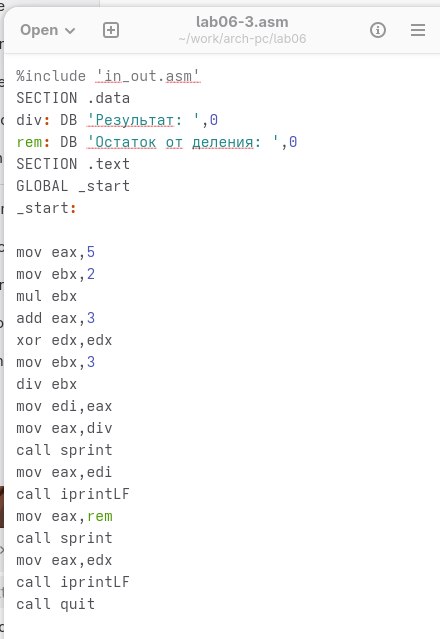 Open
lab06-3.asm
~/work/arch-pc/lab06
%include 'in_out.asm'
SECTION .data
div: DB 'Результат: ',0
rem: DB 'Остаток от деления: ',0
SECTION .text
GLOBAL _start
_start:
mov eax,5
mov ebx,2
mul ebx
add eax,3
xor edx,edx
mov ebx,3
div ebx
mov edi,eax
mov eax,div
call sprint
mov eax,edi
call iprintLF
mov eax,rem
call sprint
mov eax,edx
call iprintLF
call quit